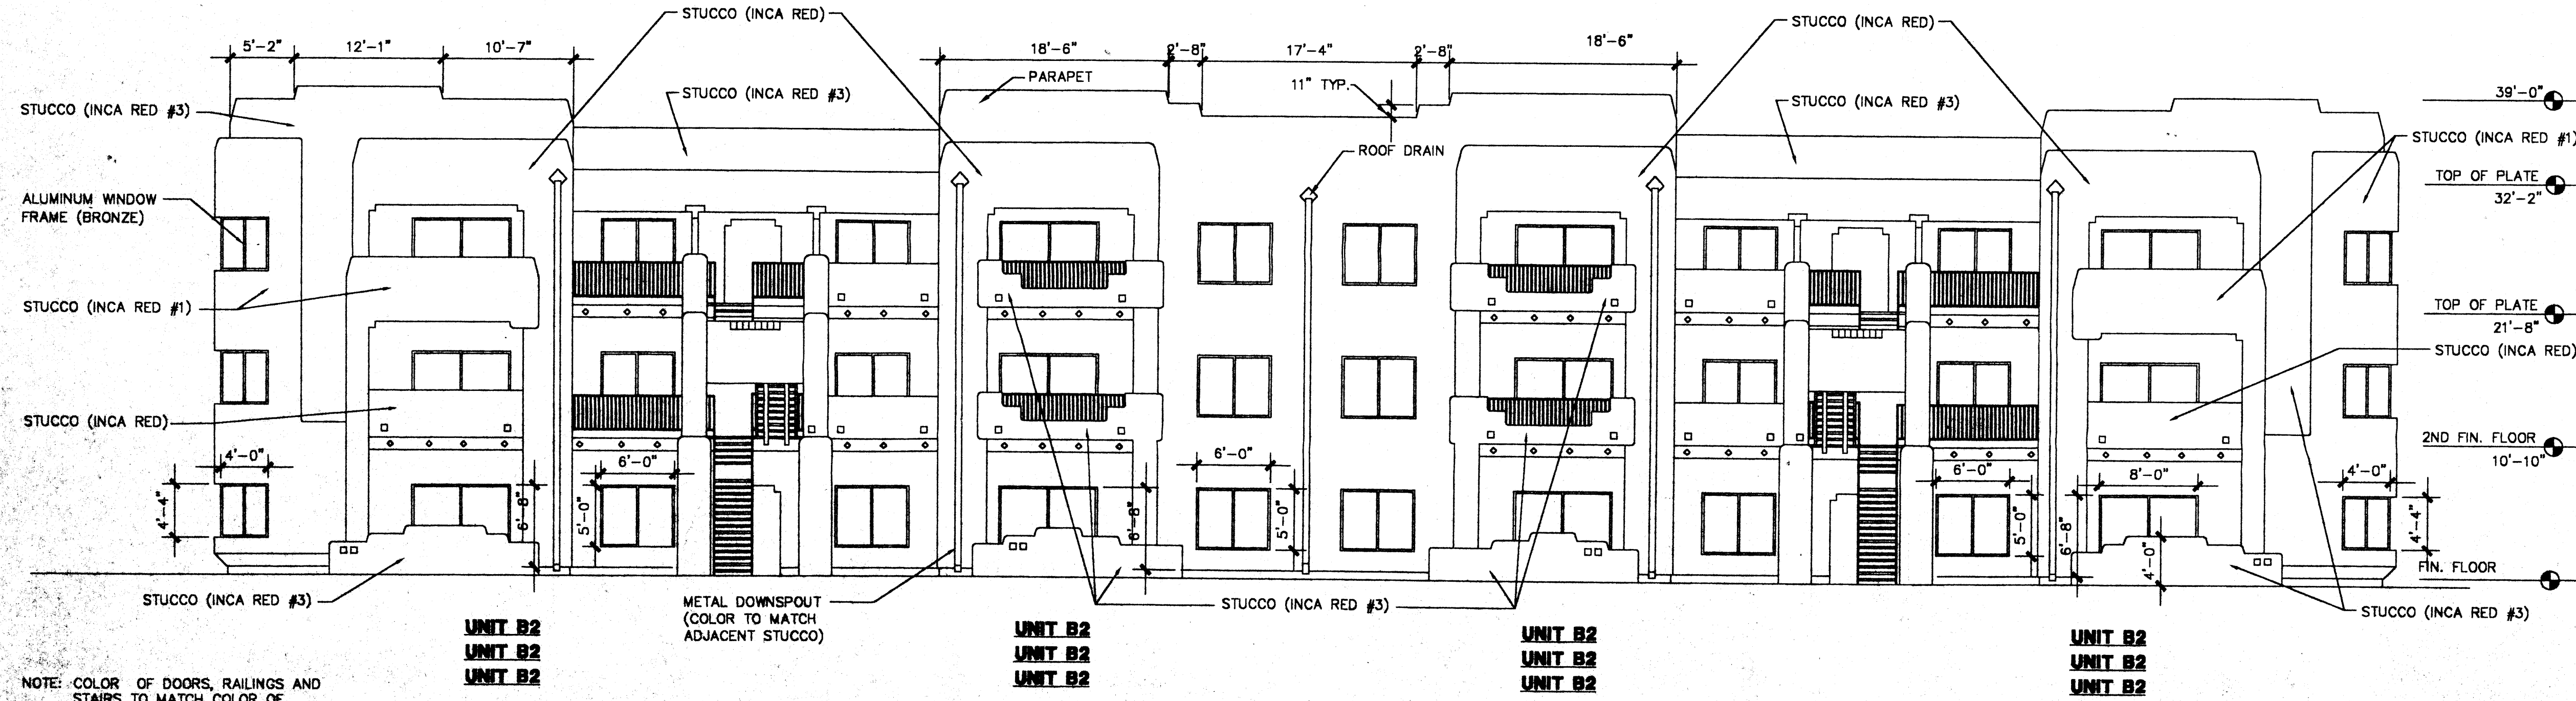 STUCCO (INCA RED)
STUCCO (INCA RED)
5'-2" 12'-1" 10'-7" 18'-6" 2'-8" 17'-4" 2'-8" 18'-6"
PARAPET
11" TYP.
STUCCO (INCA RED #3)
STUCCO (INCA RED #3)
STUCCO (INCA RED #3)
39'-0"
STUCCO (INCA RED #1)
ROOF DRAIN
TOP OF PLATE
32'-2"
ALUMINUM WINDOW
FRAME (BRONZE)
STUCCO (INCA RED #1)
TOP OF PLATE
21'-8"
STUCCO (INCA RED)
STUCCO (INCA RED)
2ND FIN. FLOOR
10'-10"
4'-0" 6'-0" 6'-0" 6'-0" 8'-0" 4'-0"
4'-4" 6'-8" 5'-0" 6'-8" 5'-0" 5'-0" 6'-8" 4'-0" 4'-4"
FIN. FLOOR
STUCCO (INCA RED #3)
METAL DOWNSPOUT
(COLOR TO MATCH
ADJACENT STUCCO)
STUCCO (INCA RED #3)
STUCCO (INCA RED #3)
UNIT B2 UNIT B2 UNIT B2 UNIT B2
UNIT B2 UNIT B2 UNIT B2 UNIT B2
UNIT B2 UNIT B2 UNIT B2 UNIT B2
NOTE: COLOR OF DOORS, RAILINGS AND
STAIRS TO MATCH COLOR OF